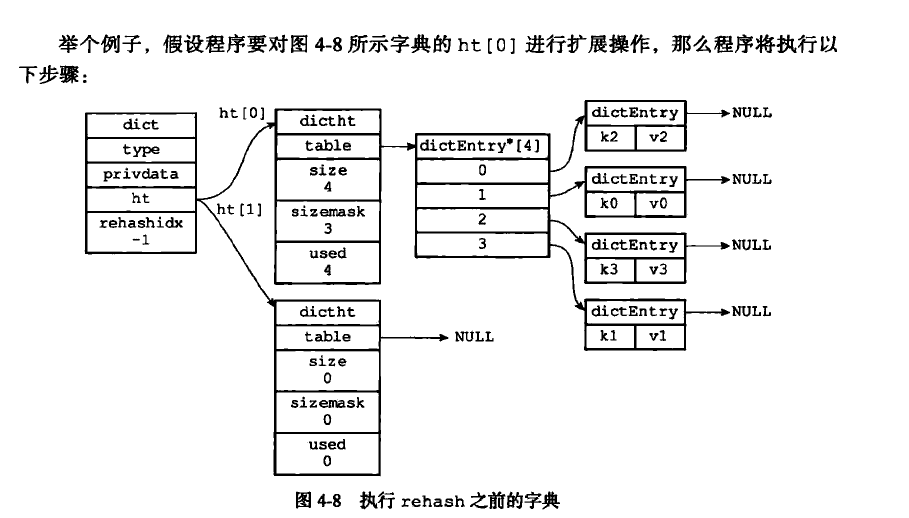 举个例子，假设程序要对图 4-8 所示字典的 ht[0] 进行扩展操作，那么程序将执行以
下步骤：
dict
type
privdata
ht
rehashidx
-1
ht[0]
ht[1]
dictht
table
size
4
sizemask
3
used
4
dictht
table
size
0
sizemask
0
used
0
NULL
dictEntry*[4]
0
1
2
3
dictEntry
k2 v2
NULL
dictEntry
k0 v0
NULL
dictEntry
k3 v3
NULL
dictEntry
k1 v1
NULL
图 4-8 执行 rehash 之前的字典